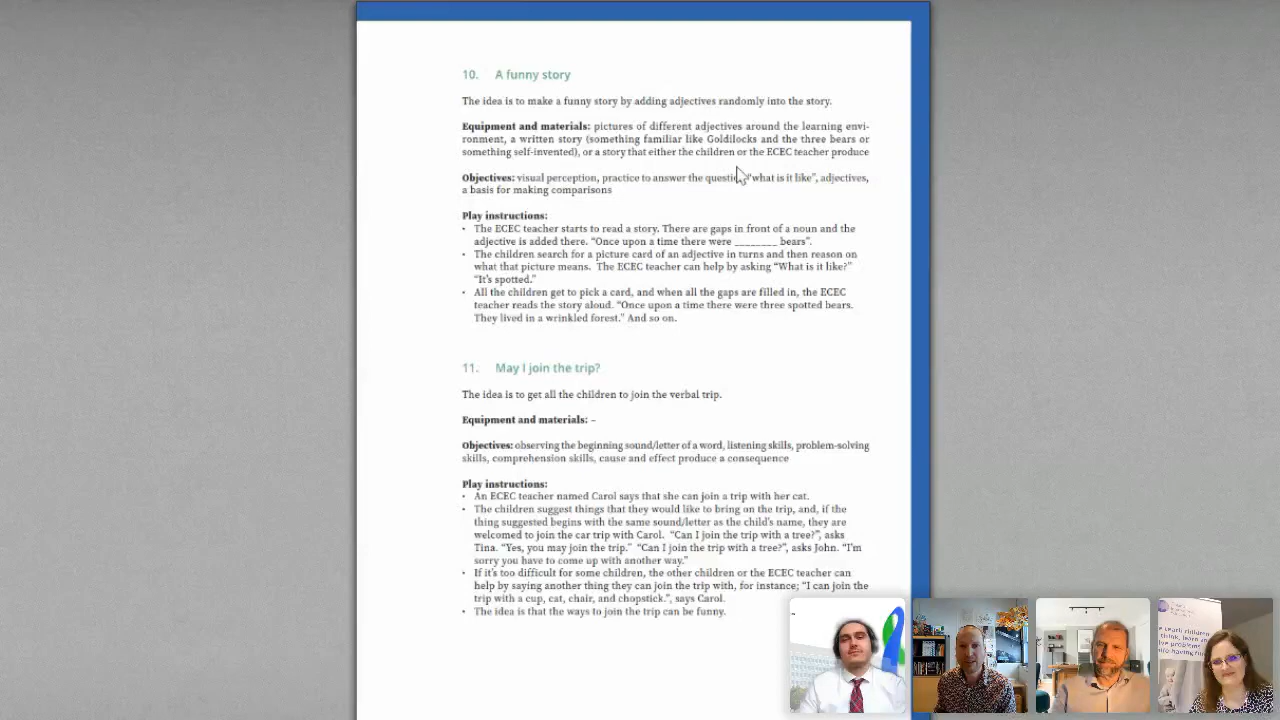 10. A funny story
The idea is to make a funny story by adding adjectives randomly into the story.
Equipment and materials: pictures of different adjectives around the learning envi-
ronment, a written story (something familiar like Goldilocks and the three bears or
something self-invented), or a story that either the children or the ECEC teacher produce
Objectives: visual perception, practice to answer the questio "what is it like", adjectives,
a basis for making comparisons
Play instructions:
• The ECEC teacher starts to read a story. There are gaps in front of a noun and the
adjective is added there. "Once upon a time there were ________ bears".
• The children search for a picture card of an adjective in turns and then reason on
what that picture means. The ECEC teacher can help by asking "What is it like?"
"It's spotted."
• All the children get to pick a card, and when all the gaps are filled in, the ECEC
teacher reads the story aloud. "Once upon a time there were three spotted bears.
They lived in a wrinkled forest." And so on.
11. May I join the trip?
The idea is to get all the children to join the verbal trip.
Equipment and materials: –
Objectives: observing the beginning sound/letter of a word, listening skills, problem-solving
skills, comprehension skills, cause and effect produce a consequence
Play instructions:
• An ECEC teacher named Carol says that she can join a trip with her cat.
• The children suggest things that they would like to bring on the trip, and, if the
thing suggested begins with the same sound/letter as the child's name, they are
welcomed to join the car trip with Carol. "Can I join the trip with a tree?", asks
Tina. "Yes, you may join the trip." "Can I join the trip with a tree?", asks John. "I'm
sorry you have to come up with another way."
• If it's too difficult for some children, the other children or the ECEC teacher can
help by saying another thing they can join the trip with, for instance; "I can join the
trip with a cup, cat, chair, and chopstick.", says Carol.
• The idea is that the ways to join the trip can be funny.